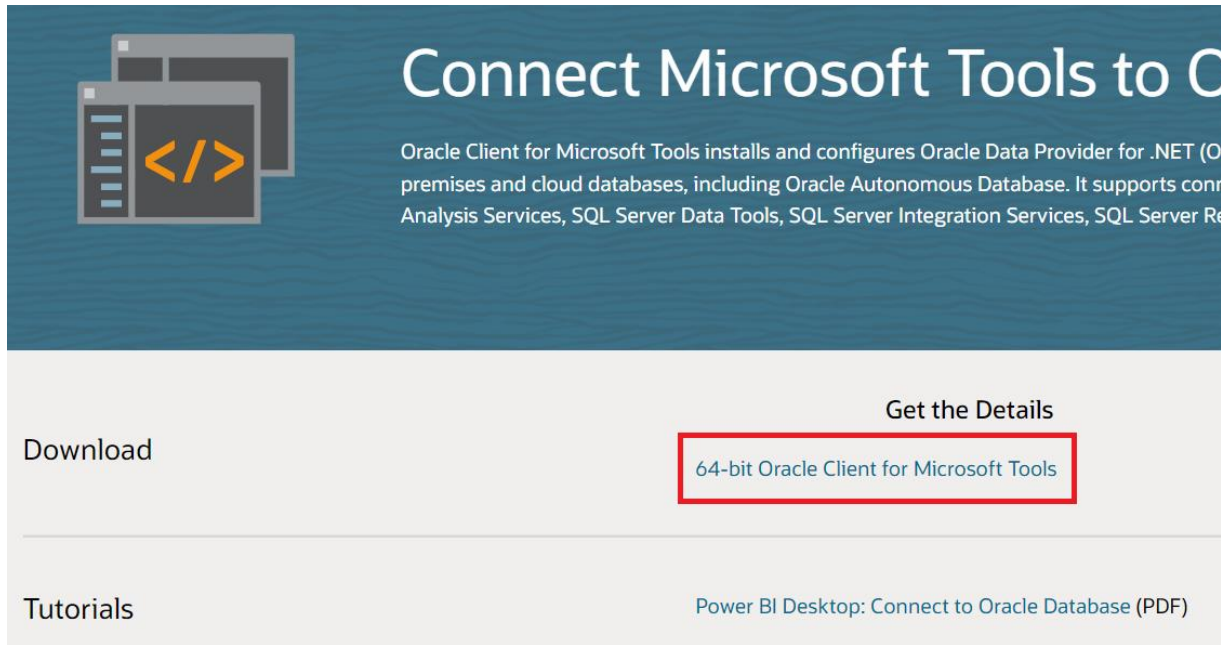 </>
Connect Microsoft Tools to O
Oracle Client for Microsoft Tools installs and configures Oracle Data Provider for .NET (O
premises and cloud databases, including Oracle Autonomous Database. It supports conn
Analysis Services, SQL Server Data Tools, SQL Server Integration Services, SQL Server Re
Get the Details
Download
64-bit Oracle Client for Microsoft Tools
Tutorials
Power BI Desktop: Connect to Oracle Database (PDF)